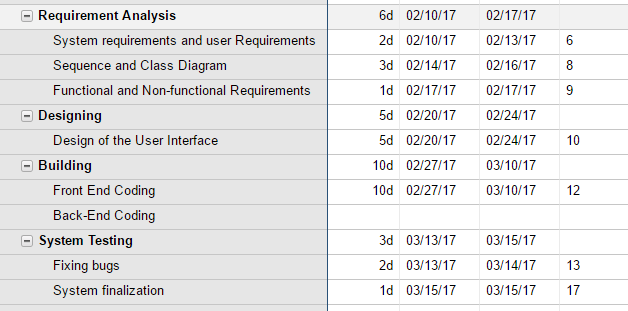 Requirement Analysis 6d 02/10/17 02/17/17
System requirements and user Requirements 2d 02/10/17 02/13/17 6
Sequence and Class Diagram 3d 02/14/17 02/16/17 8
Functional and Non-functional Requirements 1d 02/17/17 02/17/17 9
Designing 5d 02/20/17 02/24/17
Design of the User Interface 5d 02/20/17 02/24/17 10
Building 10d 02/27/17 03/10/17
Front End Coding 10d 02/27/17 03/10/17 12
Back-End Coding
System Testing 3d 03/13/17 03/15/17
Fixing bugs 2d 03/13/17 03/14/17 13
System finalization 1d 03/15/17 03/15/17 17